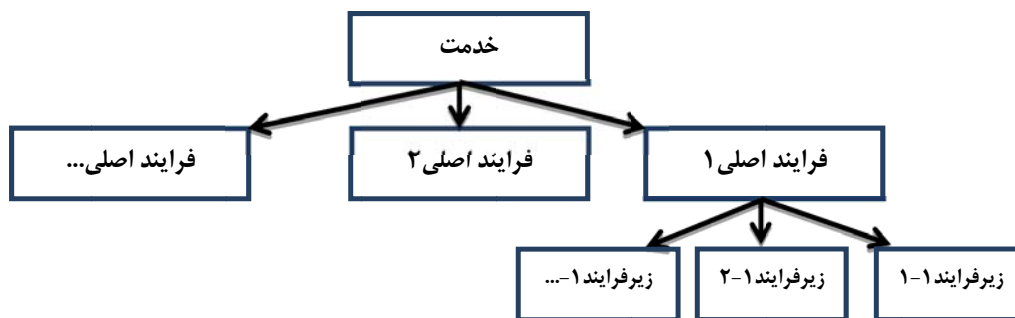 خدمت
فرایند اصلی۱
فرایند اصلی۲
فرایند اصلی...
زیرفرایند۱-۱
زیرفرایند۱-۲
زیرفرایند۱-...